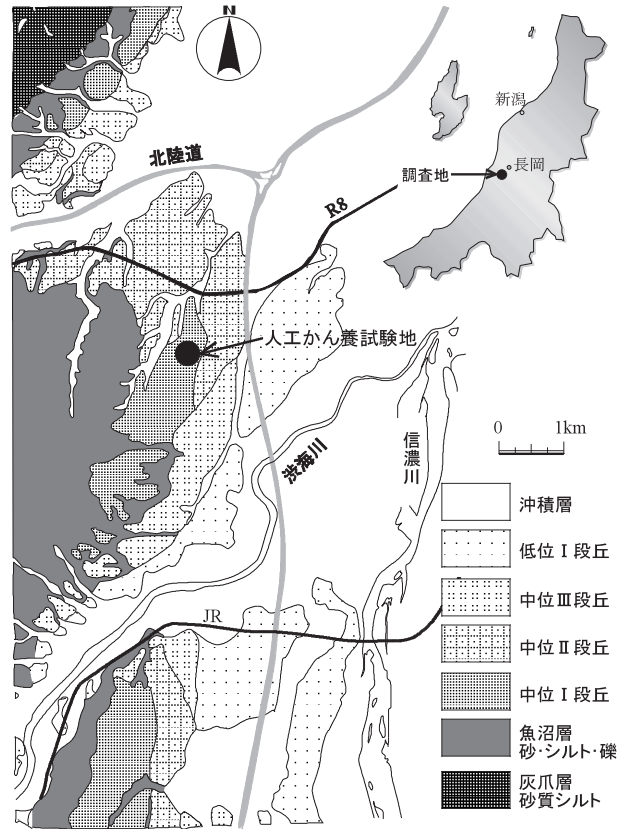 N
新潟
長岡
調査地
北陸道
R8
人工かん養試験地
0 1km
渋海川
信濃川
JR
沖積層
低位Ⅰ段丘
中位Ⅲ段丘
中位Ⅱ段丘
中位Ⅰ段丘
魚沼層
砂・シルト・礫
灰爪層
砂質シルト